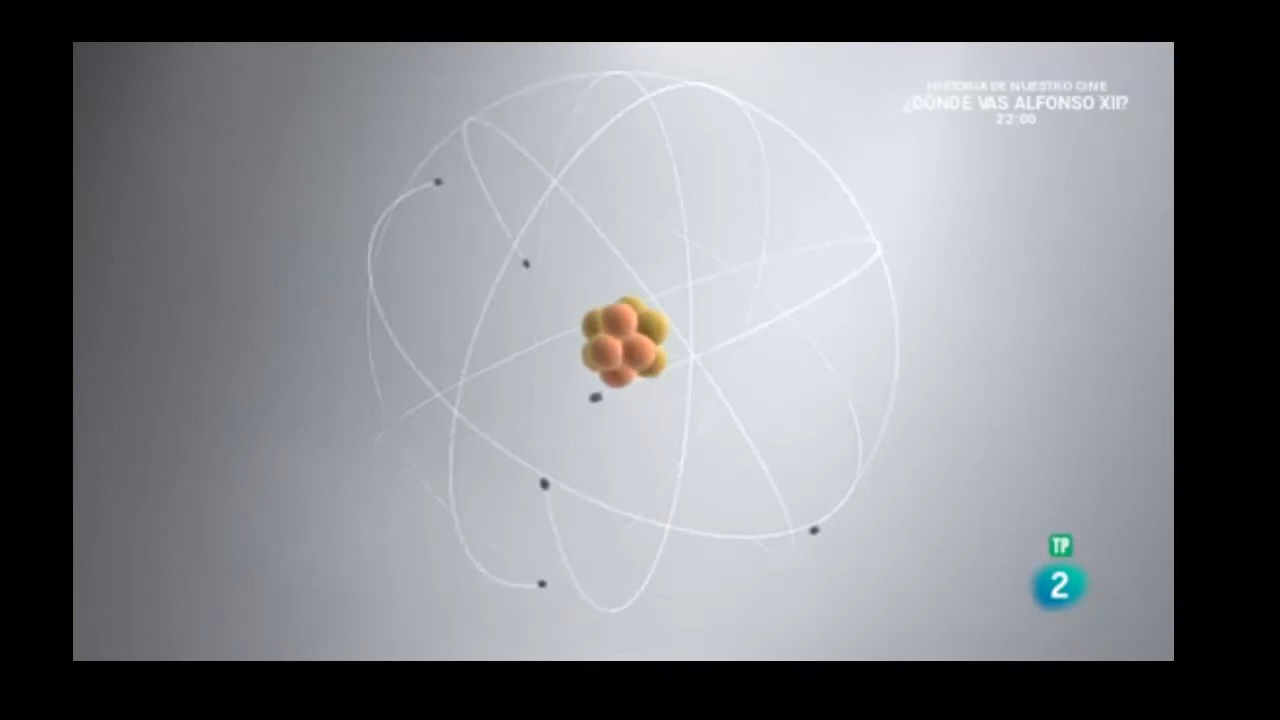 HISTORIA DE NUESTRO CINE
¿DÓNDE VAS ALFONSO XII?
22:00
TP
2